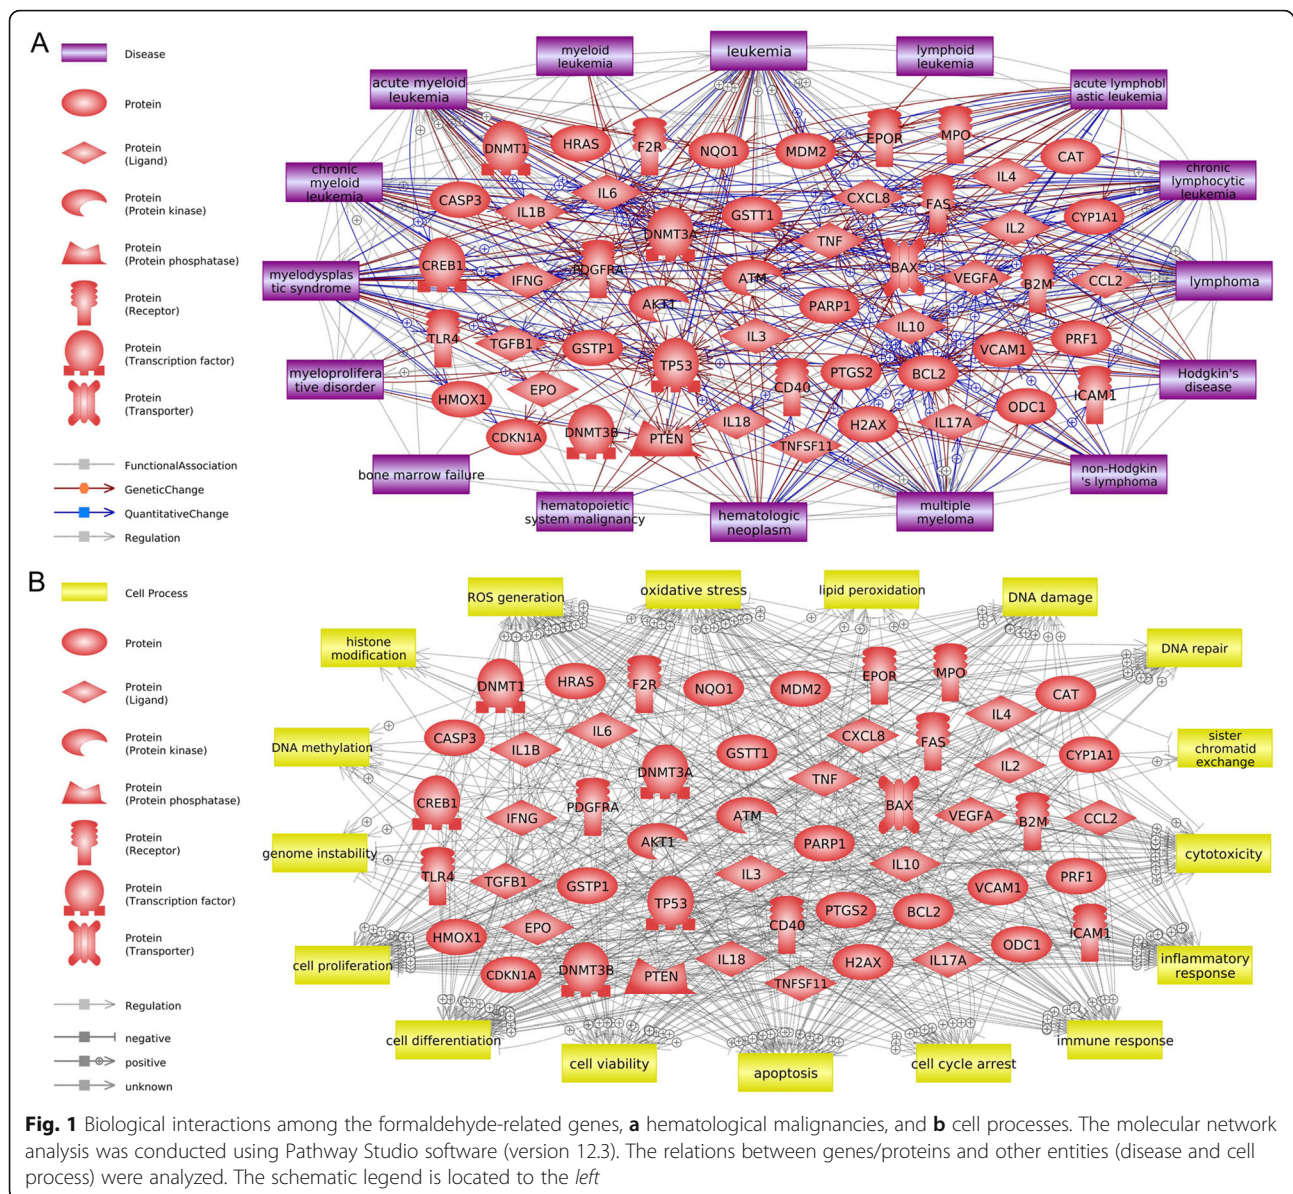 A
Disease
Protein
Protein
(Ligand)
Protein
(Protein kinase)
Protein
(Protein phosphatase)
Protein
(Receptor)
Protein
(Transcription factor)
Protein
(Transporter)
FunctionalAssociation
GeneticChange
QuantitativeChange
Regulation
myeloid
leukemia
leukemia
lymphoid
leukemia
acute myeloid
leukemia
acute lymphobl
astic leukemia
chronic
myeloid
leukemia
chronic
lymphocytic
leukemia
myelodysplas
tic syndrome
lymphoma
myeloprolifera
tive disorder
Hodgkin's
disease
bone marrow failure
non-Hodgkin
's lymphoma
hematopoietic
system malignancy
hematologic
neoplasm
multiple
myeloma
DNMT1
HRAS
F2R
NQO1
MDM2
EPOR
MPO
CAT
CASP3
IL1B
IL6
DNMT3A
GSTT1
CXCL8
FAS
IL4
IL2
CYP1A1
TNF
CREB1
IFNG
PDGFRA
ATM
BAX
VEGFA
B2M
CCL2
AKT1
PARP1
TLR4
TGFB1
GSTP1
TP53
IL3
IL10
VCAM1
PRF1
HMOX1
EPO
CD40
PTGS2
BCL2
ICAM1
ODC1
CDKN1A
DNMT3B
PTEN
IL18
TNFSF11
H2AX
IL17A
B
Cell Process
Protein
Protein
(Ligand)
Protein
(Protein kinase)
Protein
(Protein phosphatase)
Protein
(Receptor)
Protein
(Transcription factor)
Protein
(Transporter)
Regulation
negative
positive
unknown
ROS generation
oxidative stress
lipid peroxidation
DNA damage
histone
modification
DNA repair
DNA methylation
sister
chromatid
exchange
genome instability
cytotoxicity
cell proliferation
inflammatory
response
cell differentiation
cell viability
apoptosis
cell cycle arrest
immune response
DNMT1
HRAS
F2R
NQO1
MDM2
EPOR
MPO
CAT
CASP3
IL1B
IL6
DNMT3A
GSTT1
CXCL8
FAS
IL4
IL2
CYP1A1
TNF
CREB1
IFNG
PDGFRA
ATM
BAX
VEGFA
B2M
CCL2
AKT1
PARP1
TLR4
TGFB1
GSTP1
TP53
IL3
IL10
VCAM1
PRF1
HMOX1
EPO
CD40
PTGS2
BCL2
ICAM1
ODC1
CDKN1A
DNMT3B
PTEN
IL18
TNFSF11
H2AX
IL17A
Fig. 1 Biological interactions among the formaldehyde-related genes, a hematological malignancies, and b cell processes. The molecular network
analysis was conducted using Pathway Studio software (version 12.3). The relations between genes/proteins and other entities (disease and cell
process) were analyzed. The schematic legend is located to the left